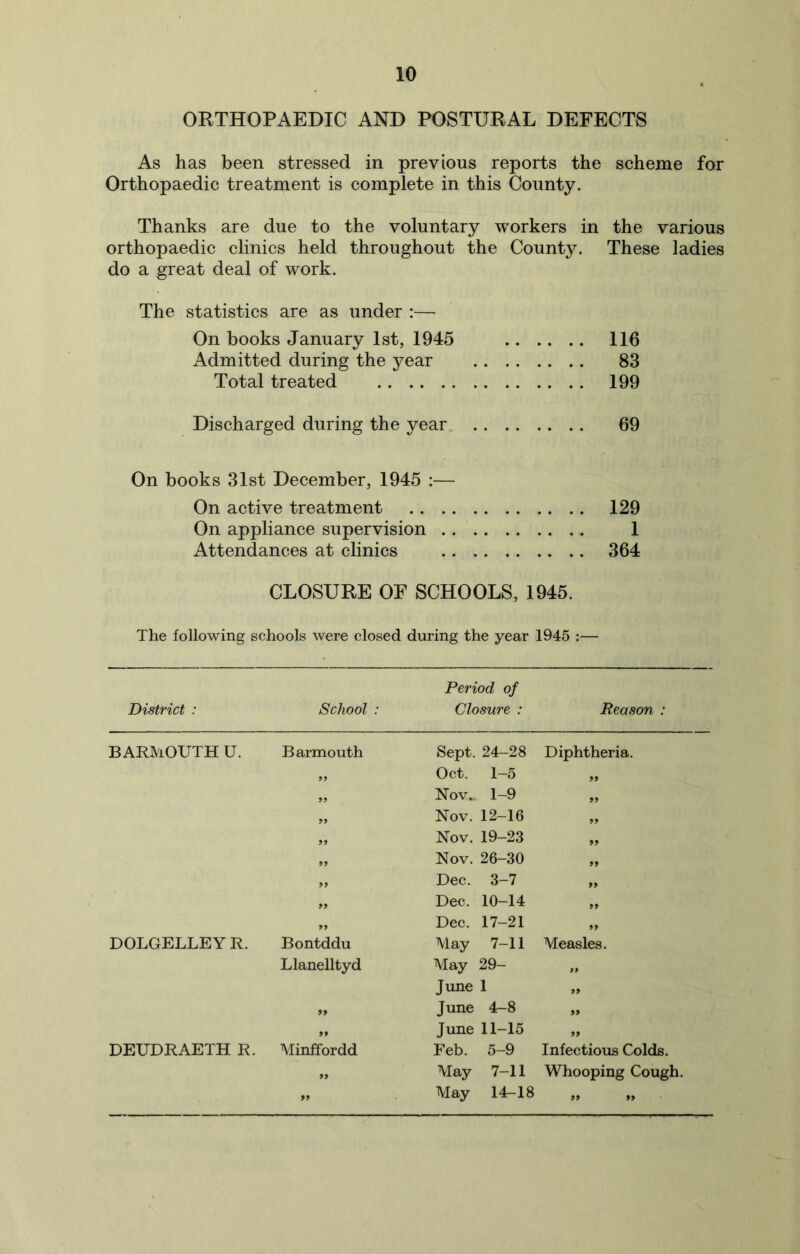 10
ORTHOPAEDIC AND POSTURAL DEFECTS
As has been stressed in previous reports the scheme for
Orthopaedic treatment is complete in this County.
Thanks are due to the voluntary workers in the various
orthopaedic clinics held throughout the County. These ladies
do a great deal of work.
The statistics are as under :—
On books January 1st, 1945 .. .. .. 116
Admitted during the year .. .. .. .. 83
Total treated .. .. .. .. .. .. .. 199
Discharged during the year .. .. .. .. 69
On books 31st December, 1945 :—
On active treatment .. .. .. .. .. .. 129
On appliance supervision .. .. .. .. .. 1
Attendances at clinics .. .. .. .. .. 364
CLOSURE OF SCHOOLS, 1945.
The following schools were closed during the year 1945 :—
Period of
District : School : Closure : Reason :
BARMOUTH U. Barmouth Sept. 24–28 Diphtheria.
„ Oct. 1–5 „
„ Nov. 1–9 „
„ Nov. 12–16 „
„ Nov. 19–23 „
„ Nov. 26–30 „
„ Dec. 3–7 „
„ Dec. 10–14 „
„ Dec. 17–21 „
DOLGELLEY R. Bontddu May 7–11 Measles.
Llanelltyd May 29– „
June 1 „
„ June 4–8 „
„ June 11–15 „
DEUDRAETH R. Minffordd Feb. 5–9 Infectious Colds.
„ May 7–11 Whooping Cough.
„ May 14–18 „ „